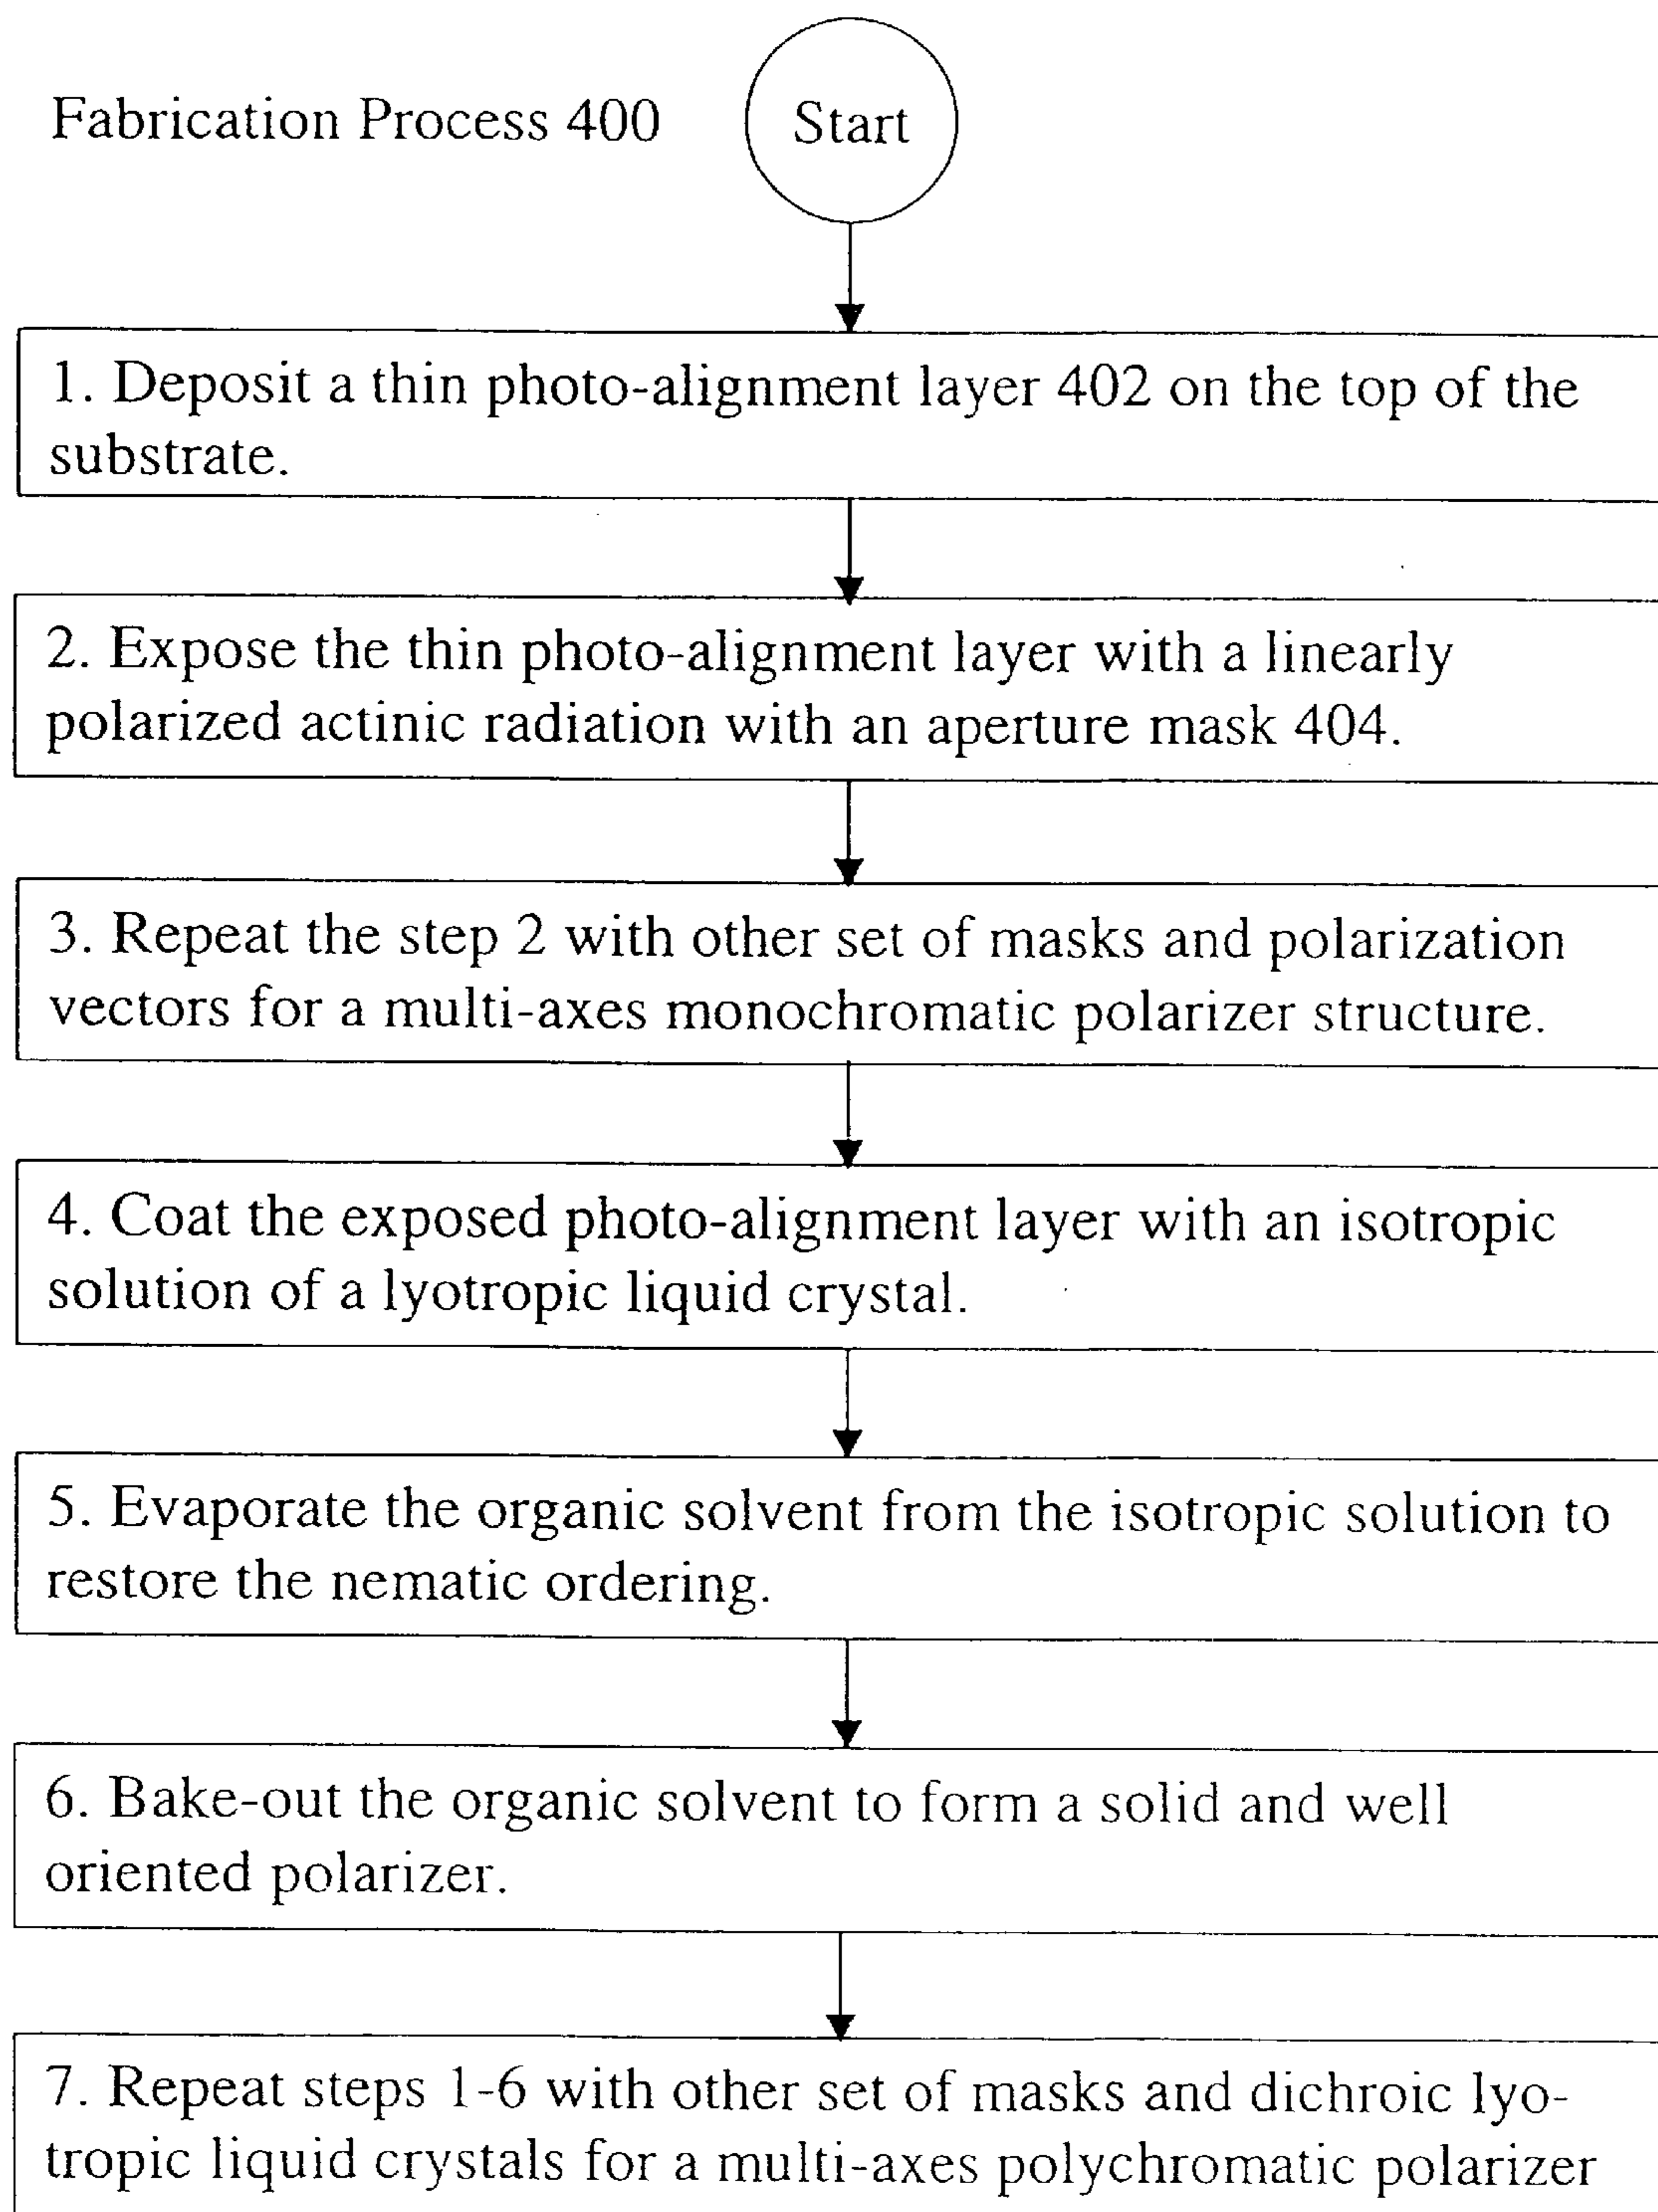 Fabrication Process 400
Start
1. Deposit a thin photo-alignment layer 402 on the top of the
substrate.
2. Expose the thin photo-alignment layer with a linearly
polarized actinic radiation with an aperture mask 404.
3. Repeat the step 2 with other set of masks and polarization
vectors for a multi-axes monochromatic polarizer structure.
4. Coat the exposed photo-alignment layer with an isotropic
solution of a lyotropic liquid crystal.
5. Evaporate the organic solvent from the isotropic solution to
restore the nematic ordering.
6. Bake-out the organic solvent to form a solid and well
oriented polarizer.
7. Repeat steps 1-6 with other set of masks and dichroic lyo-
tropic liquid crystals for a multi-axes polychromatic polarizer